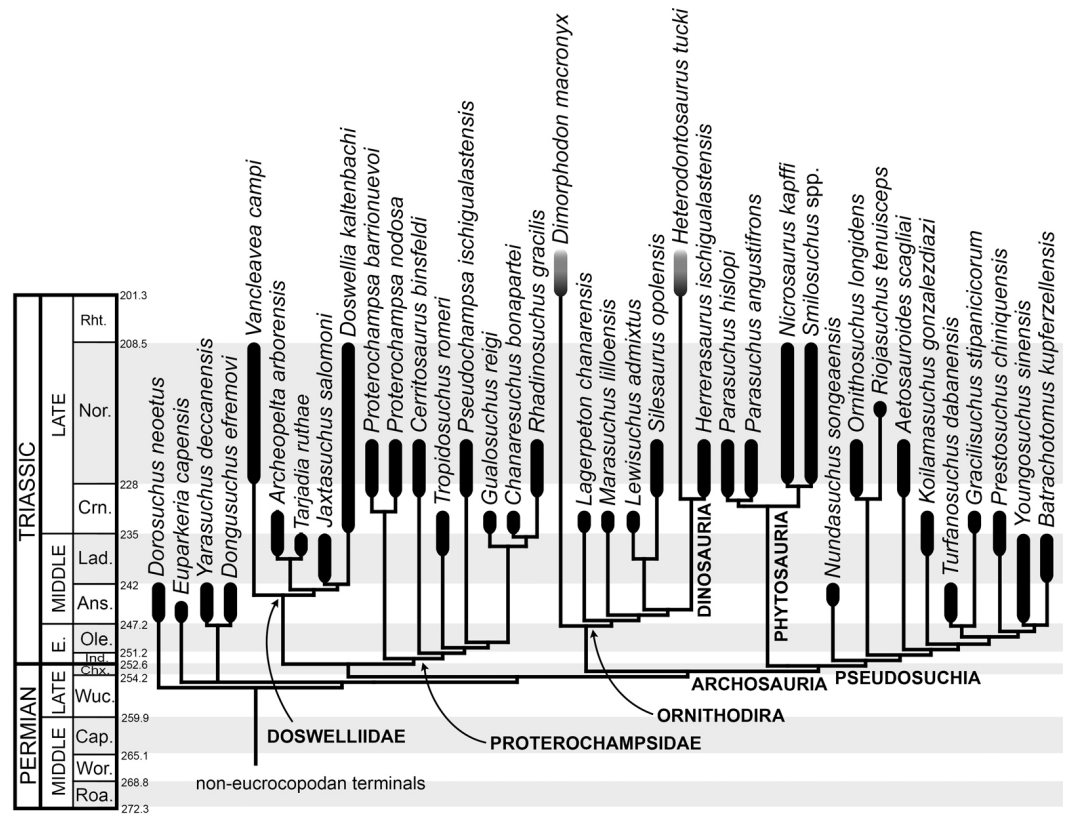 Dorosuchus neoetus
Euparkeria capensis
Yarasuchus deccanensis
Dongusuchus efremovi
Vancleavea campi
Archeopelta arborensis
Tarjadia ruthae
Jaxtasuchus salomoni
Doswellia kaltenbachi
Proterochampsa barrionuevoi
Proterochampsa nodosa
Cerritosaurus binsfeldi
Tropidosuchus romeri
Pseudochampsa ischigualastensis
Gualosuchus reigi
Chanaresuchus bonapartei
Rhadinosuchus gracilis
Dimorphodon macronyx
Lagerpeton chanarensis
Marasuchus lilloensis
Lewisuchus admixtus
Silesaurus opolensis
Heterodontosaurus tucki
Herrerasaurus ischigualastensis
Parasuchus hislopi
Parasuchus angustifrons
Nicrosaurus kapffi
Smilosuchus spp.
Nundasuchus songeaensis
Ornithosuchus longidens
Riojasuchus tenuisceps
Aetosauroides scagliai
Koilamasuchus gonzalezdiazi
Turfanosuchus dabanensis
Gracilisuchus stipanicicorum
Prestosuchus chiniquensis
Youngosuchus sinensis
Batrachotomus kupferzellensis
TRIASSIC
LATE
MIDDLE
E.
PERMIAN
LATE
MIDDLE
Rht.
Nor.
Crn.
Lad.
Ans.
Ole.
Ind.
Chx.
Wuc.
Cap.
Wor.
Roa.
201.3
208.5
228
235
242
247.2
251.2
252.6
254.2
259.9
265.1
268.8
272.3
DINOSAURIA
PHYTOSAURIA
ARCHOSAURIA
PSEUDOSUCHIA
ORNITHODIRA
DOSWELLIIDAE
PROTEROCHAMPSIDAE
non-eucrocopodan terminals